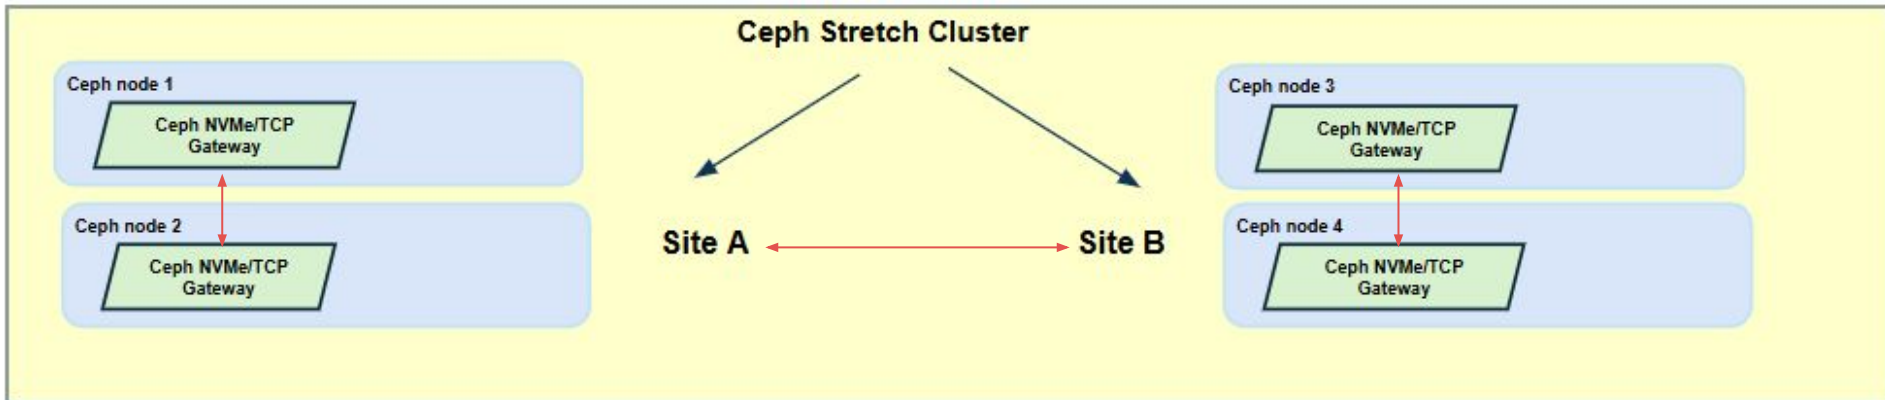 Ceph Stretch Cluster
Ceph node 1
Ceph NVMe/TCP
Gateway
Ceph node 2
Ceph NVMe/TCP
Gateway
Site A
Site B
Ceph node 3
Ceph NVMe/TCP
Gateway
Ceph node 4
Ceph NVMe/TCP
Gateway